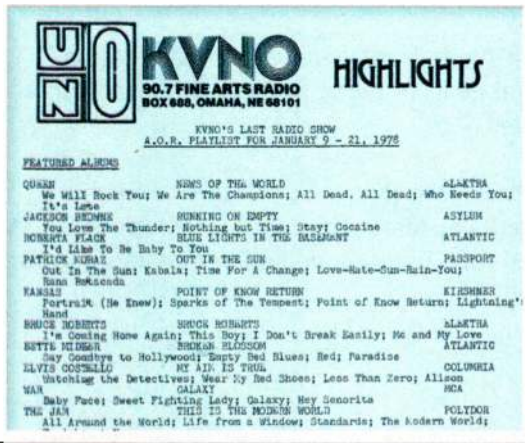 UNO KVNO HIGHLIGHTS
90.7 FINE ARTS RADIO
BOX 688, OMAHA, NE 68101
KVNO'S LAST RADIO SHOW
A.O.R. PLAYLIST FOR JANUARY 9 - 21, 1978
FEATURED ALBUMS
QUEEN NEWS OF THE WORLD ELEKTRA
We Will Rock You; We Are The Champions; All Dead, All Dead; Who Needs You;
It's Late
JACKSON BROWNE RUNNING ON EMPTY ASYLUM
You Love The Thunder; Nothing but Time; Stay; Cocaine
ROBERTA FLACK BLUE LIGHTS IN THE BASEMENT ATLANTIC
I'd Like To Be Baby To You
PATRICK MORAZ OUT IN THE SUN PASSPORT
Out In The Sun; Kabala; Time For A Change; Love-Hate-Sun-Rain-You;
Rana
KANSAS POINT OF KNOW RETURN KIRSHNER
Portrait (He Knew); Sparks of The Tempest; Point of Know Return; Lightning's
Hand
BRUCE ROBERTS BRUCE ROBERTS ELEKTRA
I'm Coming Home Again; This Boy; I Don't Break Easily; Me and My Love
BETTE MIDLER BROKEN BLOSSOM ATLANTIC
Say Goodbye to Hollywood; Empty Bed Blues; Red; Paradise
ELVIS COSTELLO MY AIM IS TRUE COLUMBIA
Watching the Detectives; Wear My Red Shoes; Less Than Zero; Alison
WAR GALAXY MCA
Baby Face; Sweet Fighting Lady; Galaxy; Hey Senorita
THE JAM THIS IS THE MODERN WORLD POLYDOR
All Around the World; Life from a Window; Standards; The Modern World;